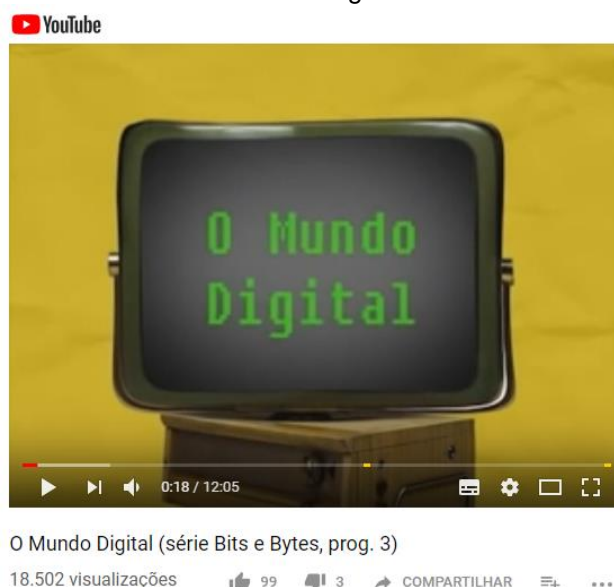 YouTube
O Mundo
Digital
0:18 / 12:05
O Mundo Digital (série Bits e Bytes, prog. 3)
18.502 visualizações 99 3 COMPARTILHAR